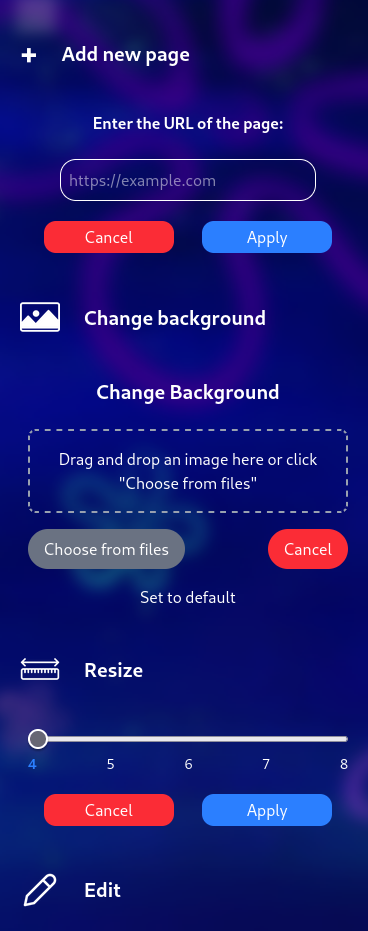 Add new page
Enter the URL of the page:
https://example.com
Cancel Apply
Change background
Change Background
Drag and drop an image here or click
"Choose from files"
Choose from files Cancel
Set to default
Resize
4 5 6 7 8
Cancel Apply
Edit